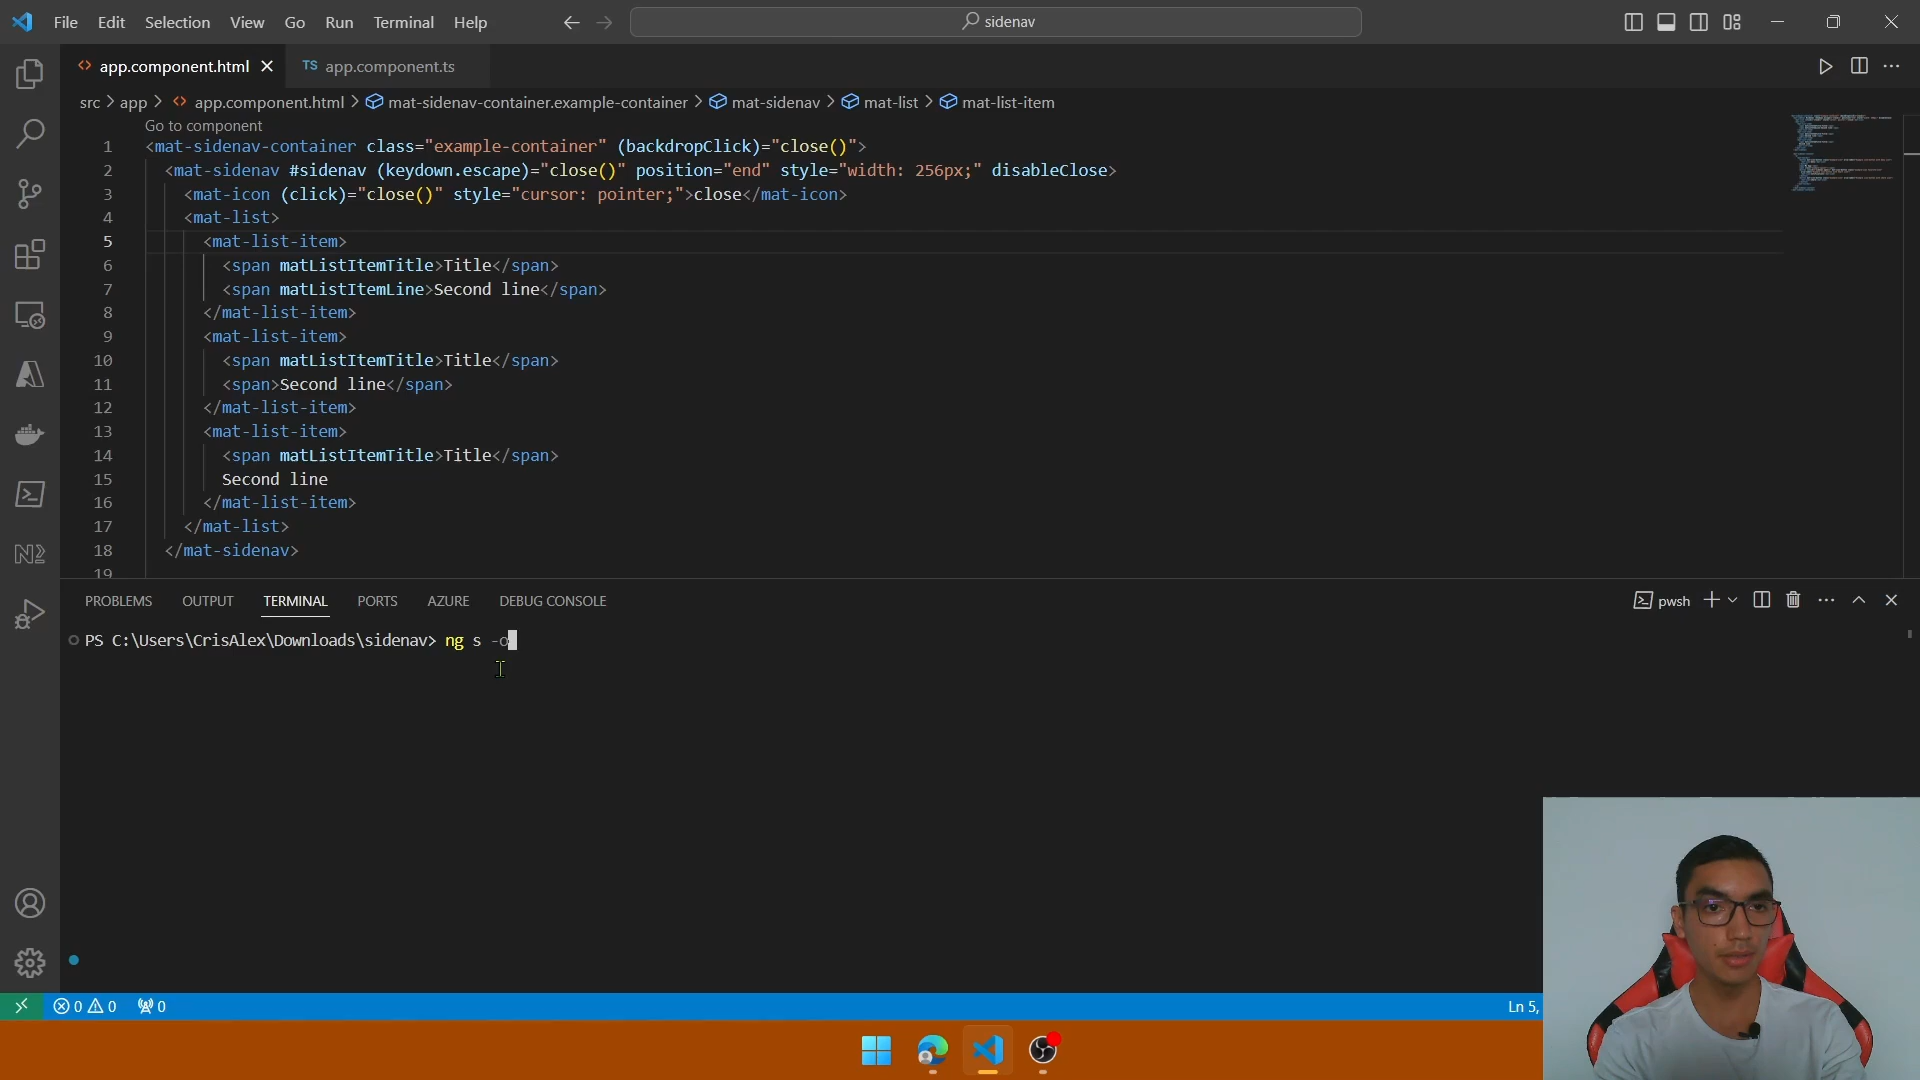 File Edit Selection View Go Run Terminal Help
sidenav
app.component.html
TS app.component.ts
src > app > app.component.html > mat-sidenav-container.example-container > mat-sidenav > mat-list > mat-list-item
Go to component
1 <mat-sidenav-container class="example-container" (backdropClick)="close()">
2 <mat-sidenav #sidenav (keydown.escape)="close()" position="end" style="width: 256px;" disableClose>
3 <mat-icon (click)="close()" style="cursor: pointer;">close</mat-icon>
4 <mat-list>
5 <mat-list-item>
6 <span matListItemTitle>Title</span>
7 <span matListItemLine>Second line</span>
8 </mat-list-item>
9 <mat-list-item>
10 <span matListItemTitle>Title</span>
11 <span>Second line</span>
12 </mat-list-item>
13 <mat-list-item>
14 <span matListItemTitle>Title</span>
15 Second line
16 </mat-list-item>
17 </mat-list>
18 </mat-sidenav>
19
PROBLEMS OUTPUT TERMINAL PORTS AZURE DEBUG CONSOLE
pwsh
PS C:\Users\CrisAlex\Downloads\sidenav> ng s -o
0 0 0
Ln 5,